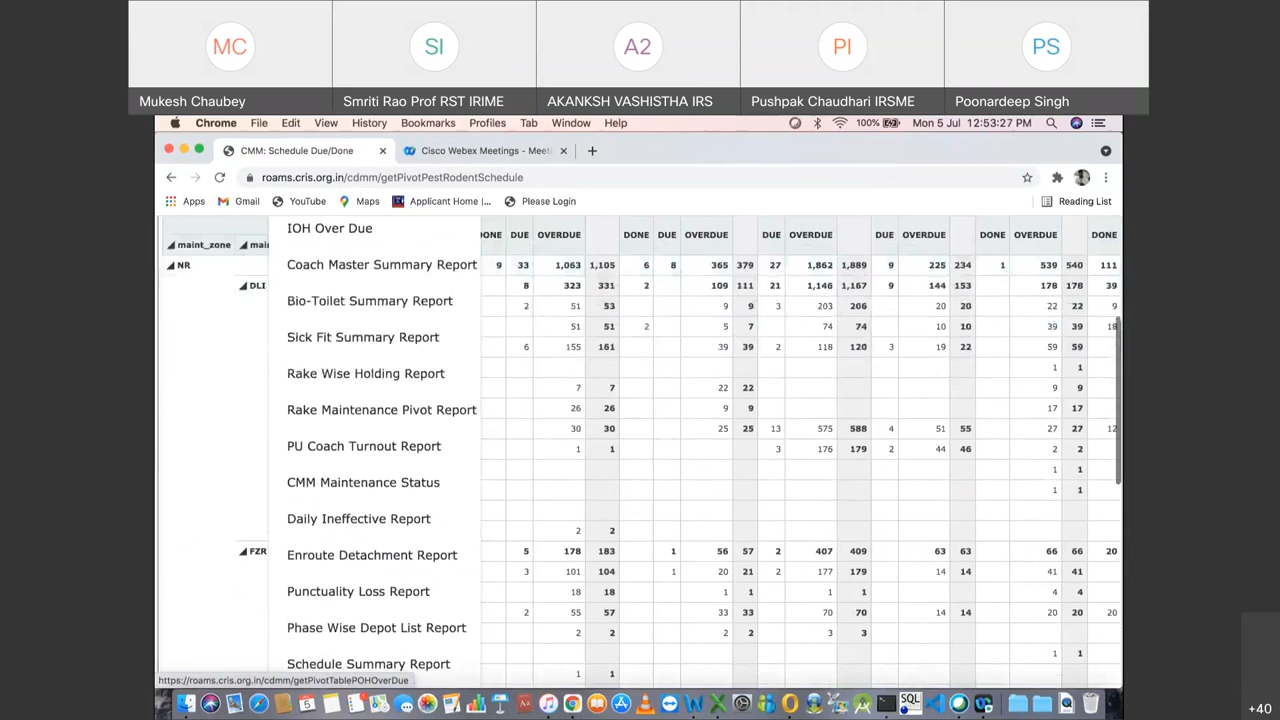 MC SI A2 PI PS
Mukesh Chaubey Smriti Rao Prof RST IRIME AKANKSH VASHISTHA IRS Pushpak Chaudhari IRSME Poonardeep Singh
Chrome File Edit View History Bookmarks Profiles Tab Window Help 100% Mon 5 Jul 12:53:27 PM
CMM: Schedule Due/Done Cisco Webex Meetings - Meeti
roams.cris.org.in/cdmm/getPivotPestRodentSchedule
Apps Gmail YouTube Maps Applicant Home |... Please Login Reading List
maint_zone DUE OVERDUE DONE DUE OVERDUE DUE OVERDUE DUE OVERDUE DONE OVERDUE DONE
NR 9 33 1,063 1,105 6 8 365 379 27 1,862 1,889 9 225 234 1 539 540 111
DLI 8 323 331 2 109 111 21 1,146 1,167 9 144 153 178 178 39
2 51 53 9 9 3 203 206 20 20 22 22 9
51 51 2 5 7 74 74 10 10 39 39 18
6 155 161 39 39 2 118 120 3 19 22 59 59
1 1
7 7 22 22 9 9
26 26 9 9 17 17
30 30 25 25 13 575 588 4 51 55 27 27 12
1 1 3 176 179 2 44 46 2 2
1 1
1 1
2 2
FZR 5 178 183 1 56 57 2 407 409 63 63 66 66 20
3 101 104 1 20 21 2 177 179 14 14 41 41
18 18 1 1 1 1 4 4
2 55 57 33 33 70 70 14 14 20 20 20
2 2 2 2 3 3
1 1
1 1
IOH Over Due
Coach Master Summary Report
Bio-Toilet Summary Report
Sick Fit Summary Report
Rake Wise Holding Report
Rake Maintenance Pivot Report
PU Coach Turnout Report
CMM Maintenance Status
Daily Ineffective Report
Enroute Detachment Report
Punctuality Loss Report
Phase Wise Depot List Report
Schedule Summary Report
https://roams.cris.org.in/cdmm/getPivotTablePOHOverDue
SQL
+40